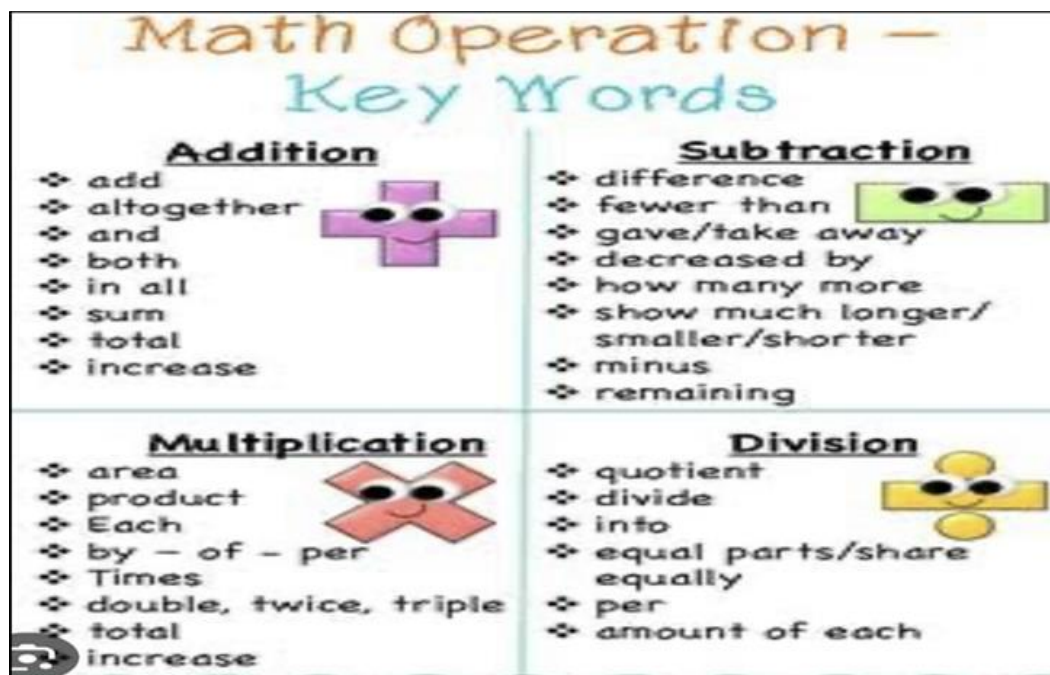 Math Operation –
Key Words
Addition
❖ add
❖ altogether
❖ and
❖ both
❖ in all
❖ sum
❖ total
❖ increase
Subtraction
❖ difference
❖ fewer than
❖ gave/take away
❖ decreased by
❖ how many more
❖ show much longer/
smaller/shorter
❖ minus
❖ remaining
Multiplication
❖ area
❖ product
❖ Each
❖ by – of – per
❖ Times
❖ double, twice, triple
❖ total
❖ increase
Division
❖ quotient
❖ divide
❖ into
❖ equal parts/share
equally
❖ per
❖ amount of each